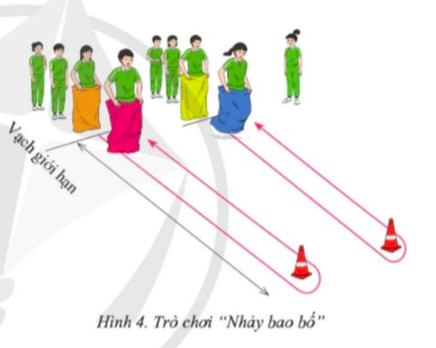 Vạch giới hạn
Hình 4. Trò chơi “Nhảy bao bố”